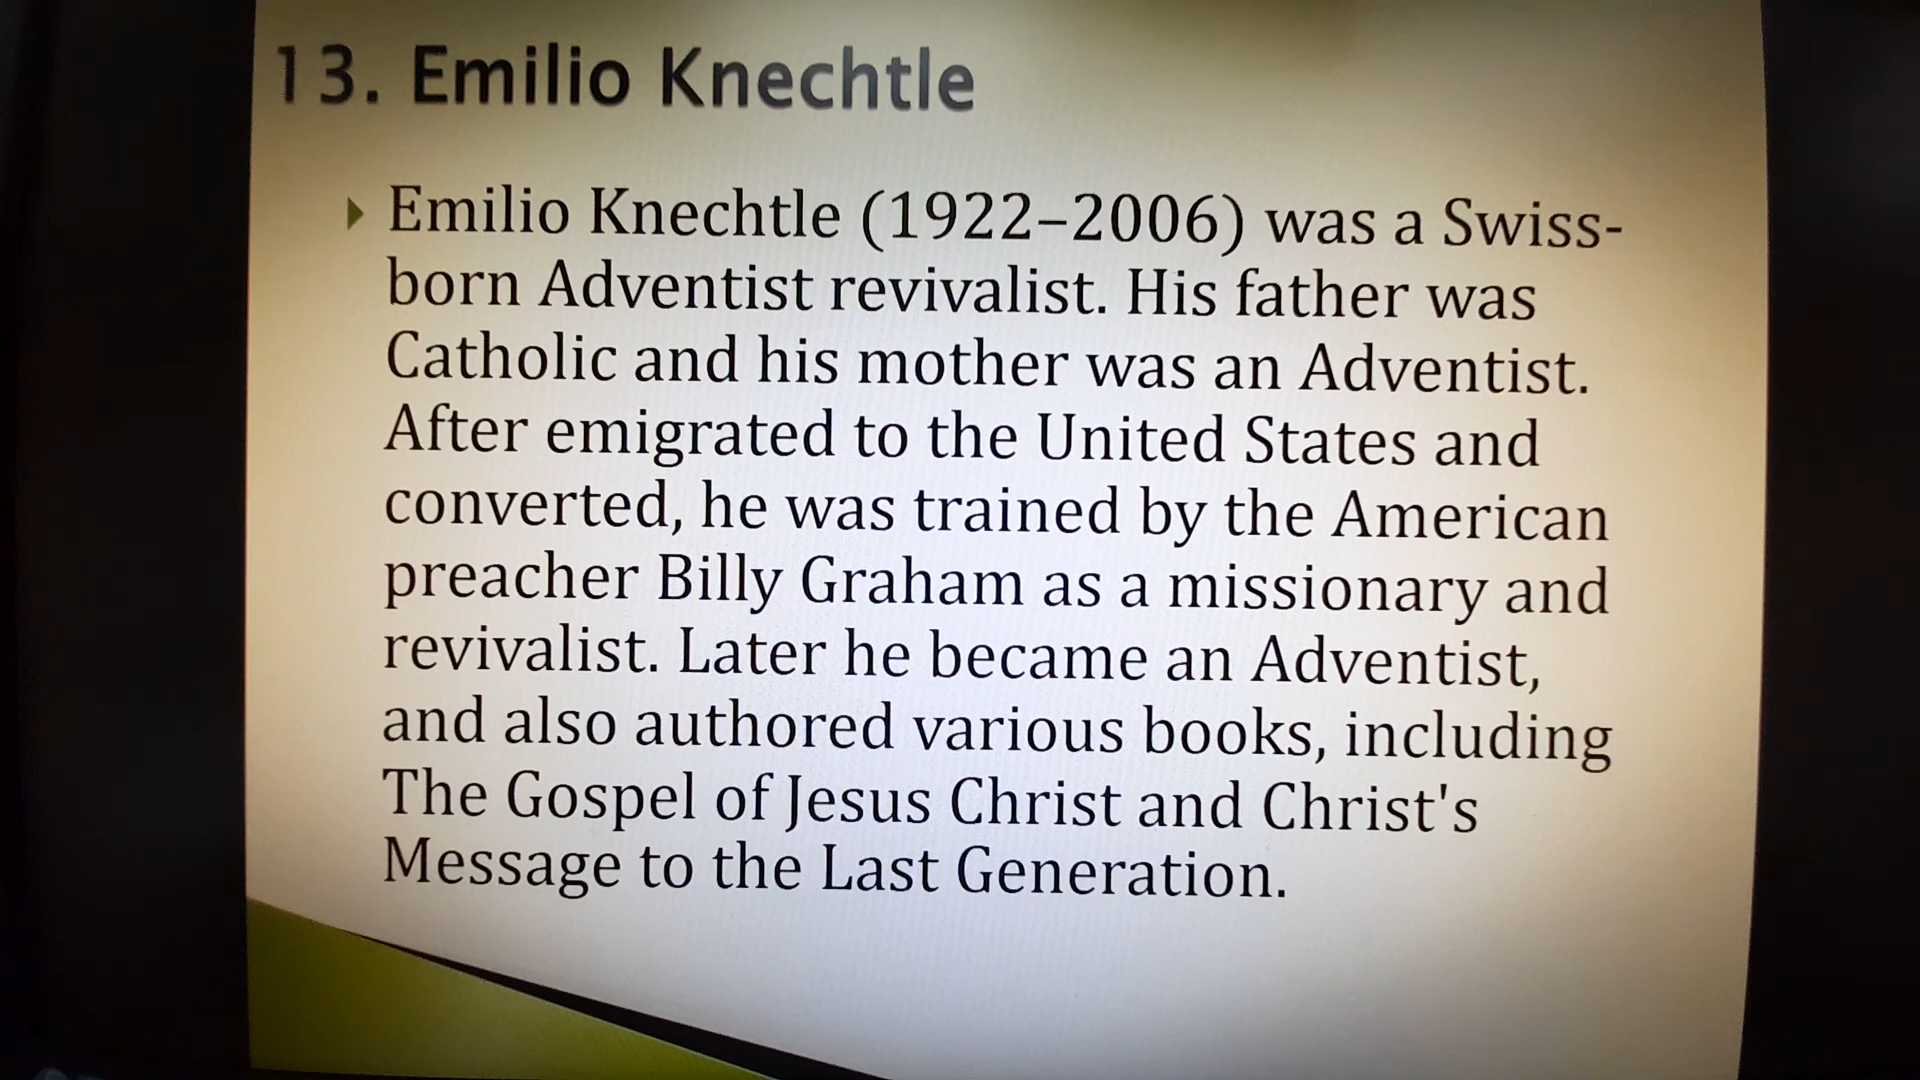 13. Emilio Knechtle
Emilio Knechtle (1922–2006) was a Swiss-
born Adventist revivalist. His father was
Catholic and his mother was an Adventist.
After emigrated to the United States and
converted, he was trained by the American
preacher Billy Graham as a missionary and
revivalist. Later he became an Adventist,
and also authored various books, including
The Gospel of Jesus Christ and Christ's
Message to the Last Generation.